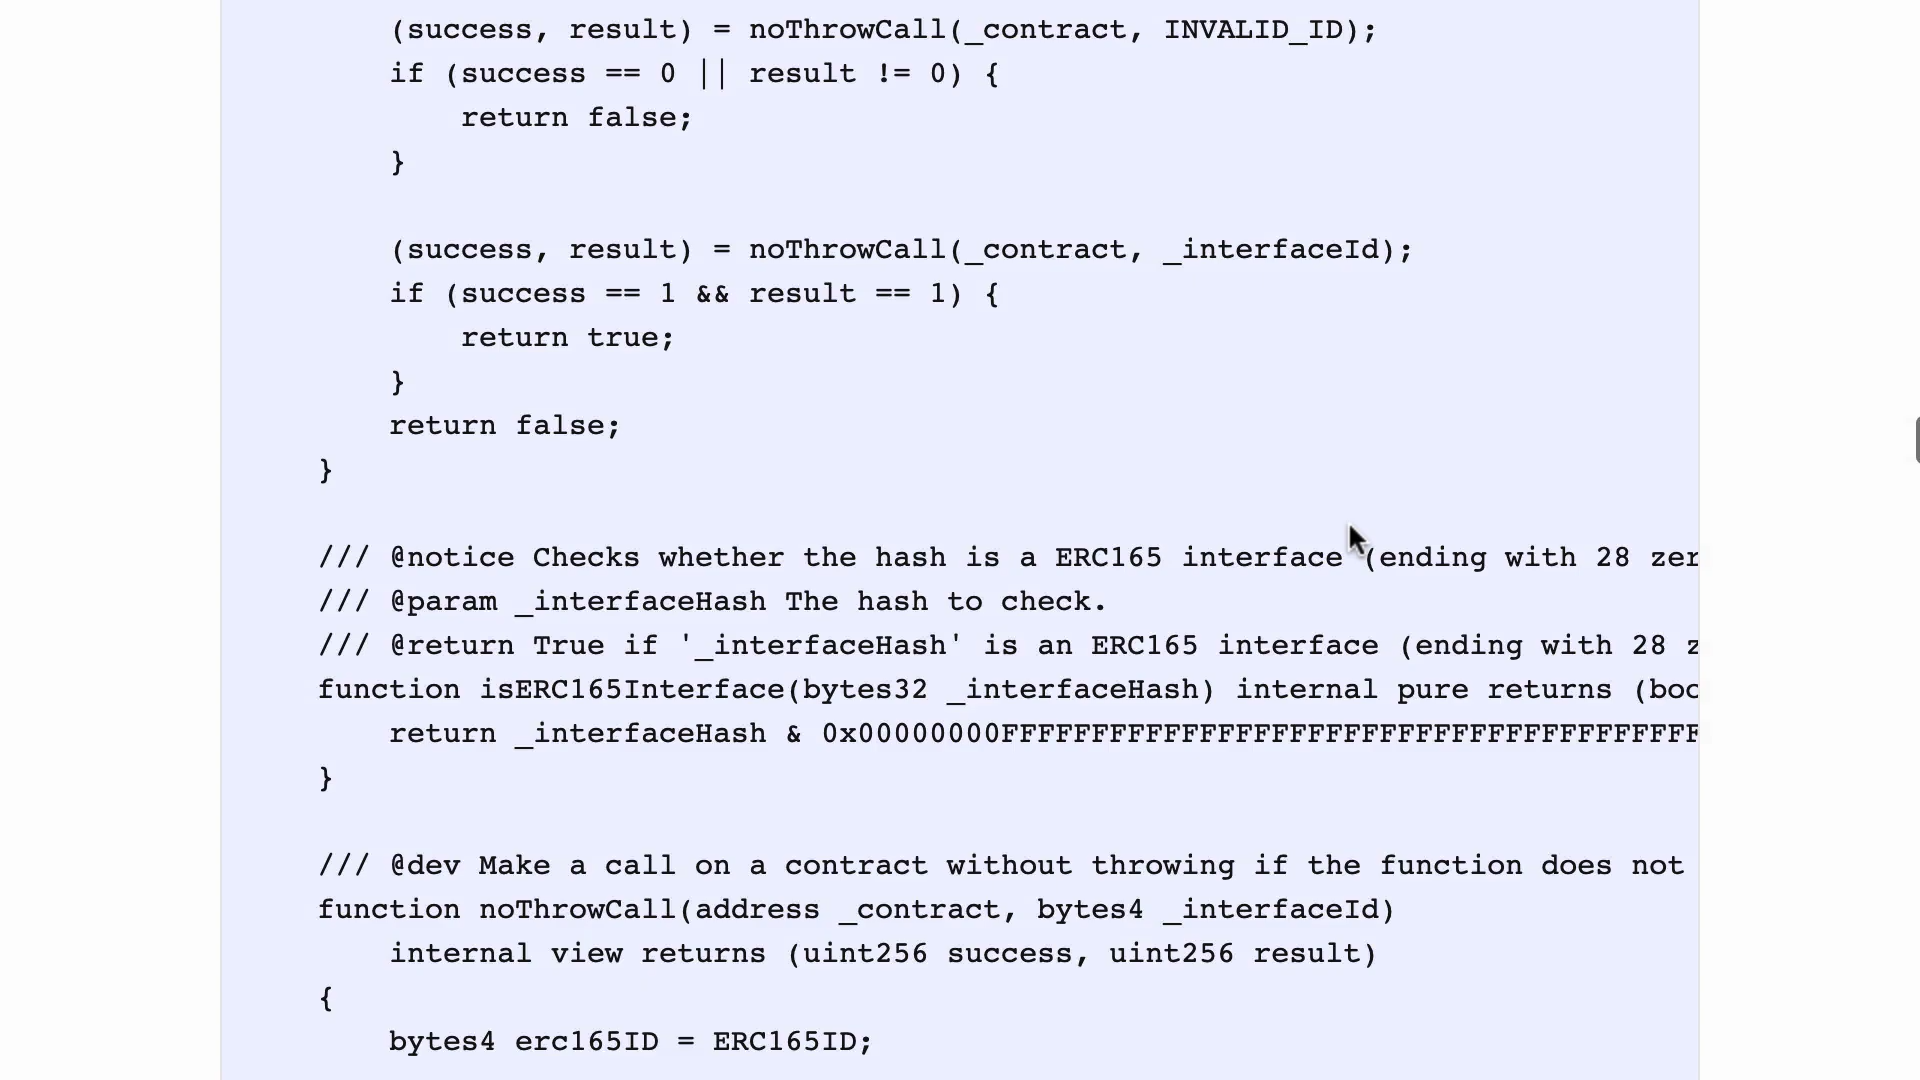 (success, result) = noThrowCall(_contract, INVALID_ID);
if (success == 0 || result != 0) {
return false;
}
(success, result) = noThrowCall(_contract, _interfaceId);
if (success == 1 && result == 1) {
return true;
}
return false;
}
/// @notice Checks whether the hash is a ERC165 interface (ending with 28 zer
/// @param _interfaceHash The hash to check.
/// @return True if '_interfaceHash' is an ERC165 interface (ending with 28 z
function isERC165Interface(bytes32 _interfaceHash) internal pure returns (boo
return _interfaceHash & 0x00000000FFFFFFFFFFFFFFFFFFFFFFFFFFFFFFFFFFFFFFF
}
/// @dev Make a call on a contract without throwing if the function does not
function noThrowCall(address _contract, bytes4 _interfaceId)
internal view returns (uint256 success, uint256 result)
{
bytes4 erc165ID = ERC165ID;